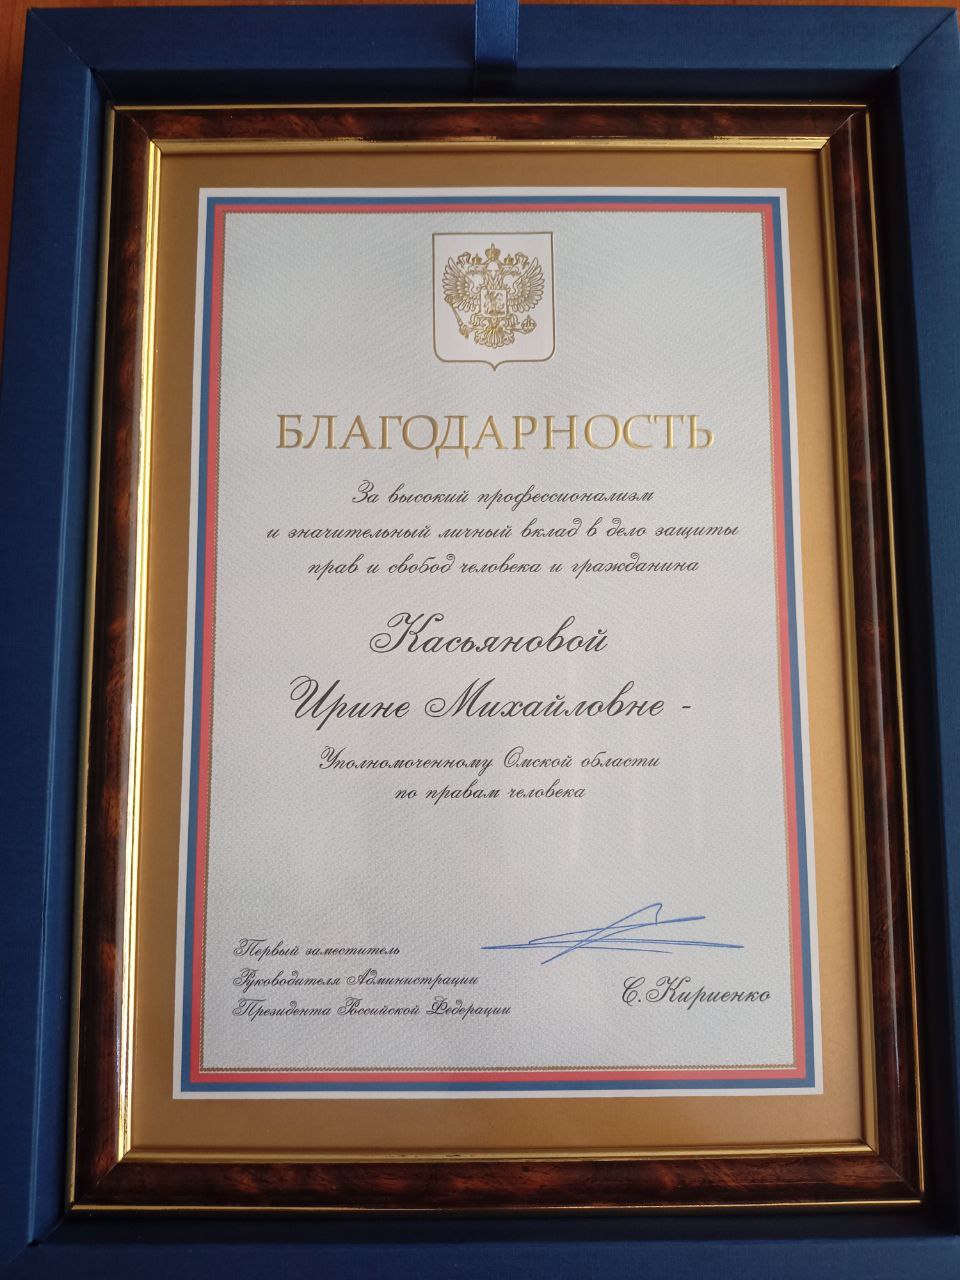 БЛАГОДАРНОСТЬ
За высокий профессионализм
и значительный личный вклад в дело защиты
прав и свобод человека и гражданина
Касьяновой
Ирине Михайловне -
Уполномоченному Омской области
по правам человека
Первый заместитель
Руководителя Администрации
Президента Российской Федерации
С.Кириенко